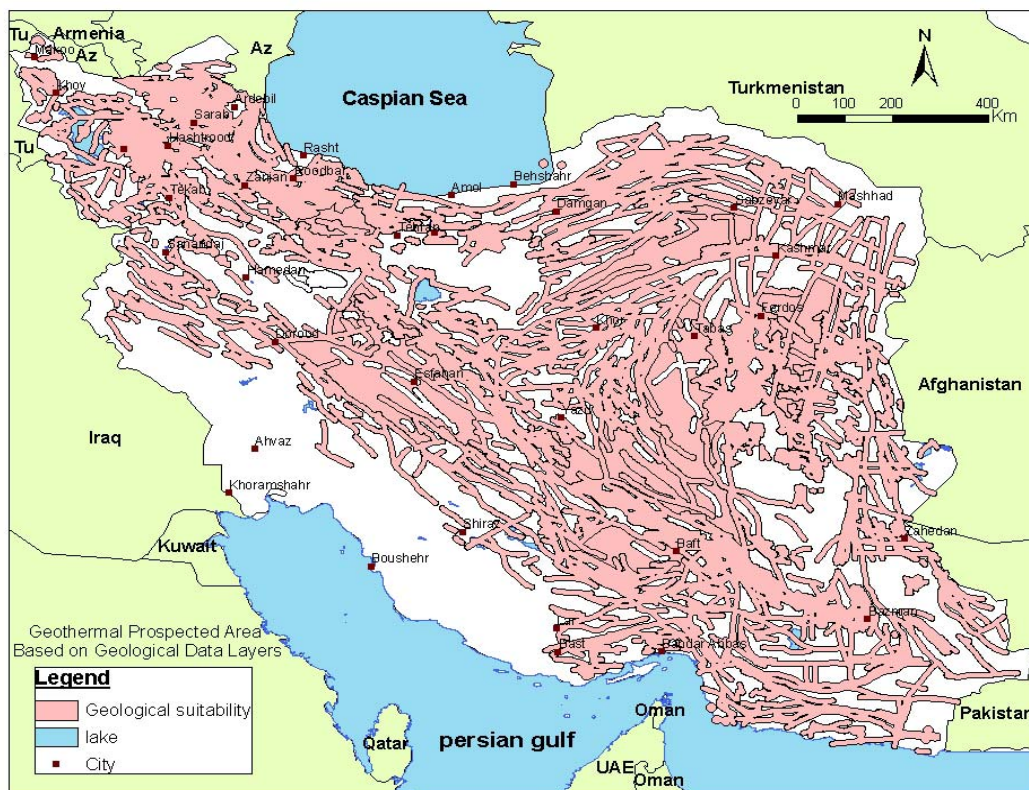 Tu
Armenia
Az
Az
Makoo
Khoy
Ardebil
Sarab
Hashtrood
Tu
Caspian Sea
Turkmenistan
N
0 100 200 400
Km
Rasht
Roodbar
Zanjan
Tekab
Amol
Behshahr
Damgan
Sabzevar
Mashhad
Tehran
Sanandaj
Hamedan
Kashmar
Ferdos
Khor
Tabas
Doroud
Esfahan
Afghanistan
Yazd
Iraq
Ahvaz
Khoramshahr
Shiraz
Baft
Zahedan
Kuwait
Boushehr
Bazman
Lar
Bast
Bandar Abbas
Geothermal Prospected Area
Based on Geological Data Layers
Legend
Geological suitability
lake
City
Qatar
persian gulf
Oman
UAE
Oman
Pakistan